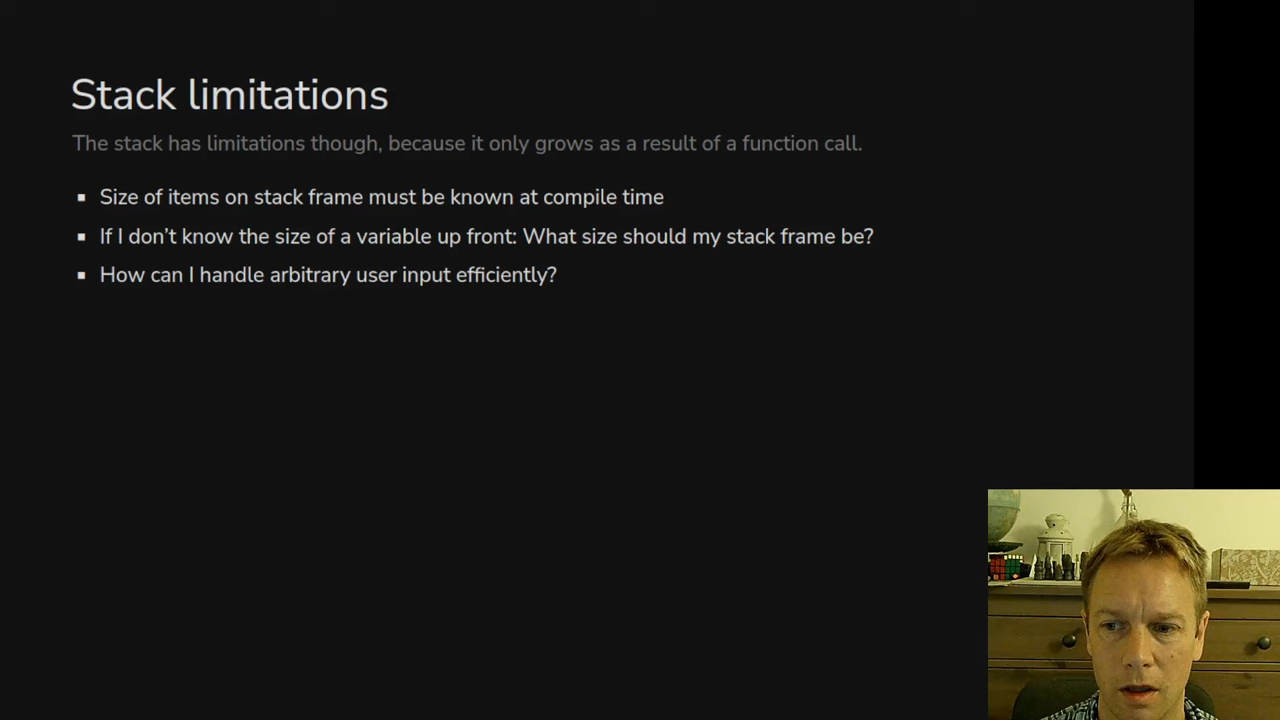 Stack limitations
The stack has limitations though, because it only grows as a result of a function call.
Size of items on stack frame must be known at compile time
If I don’t know the size of a variable up front: What size should my stack frame be?
How can I handle arbitrary user input efficiently?